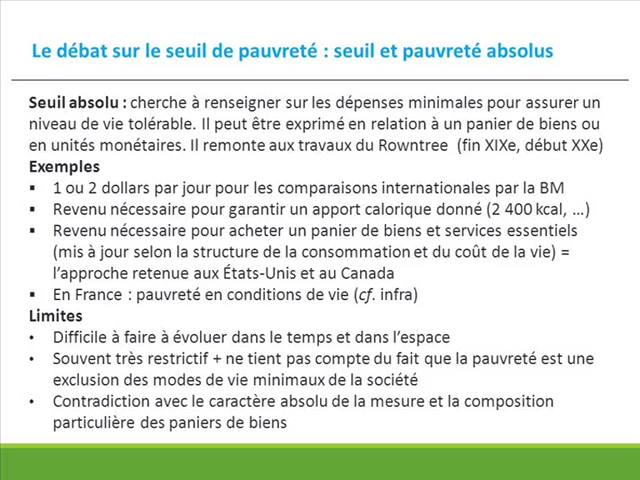 Le débat sur le seuil de pauvreté : seuil et pauvreté absolus
Seuil absolu : cherche à renseigner sur les dépenses minimales pour assurer un
niveau de vie tolérable. Il peut être exprimé en relation à un panier de biens ou
en unités monétaires. Il remonte aux travaux du Rowntree (fin XIXe, début XXe)
Exemples
▪ 1 ou 2 dollars par jour pour les comparaisons internationales par la BM
▪ Revenu nécessaire pour garantir un apport calorique donné (2 400 kcal, …)
▪ Revenu nécessaire pour acheter un panier de biens et services essentiels
(mis à jour selon la structure de la consommation et du coût de la vie) =
l’approche retenue aux États-Unis et au Canada
▪ En France : pauvreté en conditions de vie (cf. infra)
Limites
• Difficile à faire à évoluer dans le temps et dans l’espace
• Souvent très restrictif + ne tient pas compte du fait que la pauvreté est une
exclusion des modes de vie minimaux de la société
• Contradiction avec le caractère absolu de la mesure et la composition
particulière des paniers de biens